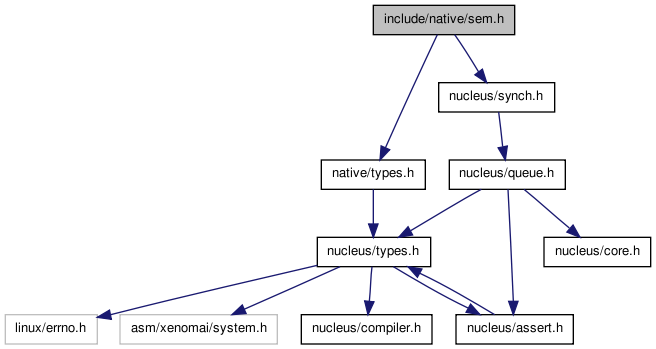 include/native/sem.h
nucleus/synch.h
native/types.h
nucleus/queue.h
nucleus/types.h
nucleus/core.h
linux/errno.h
asm/xenomai/system.h
nucleus/compiler.h
nucleus/assert.h